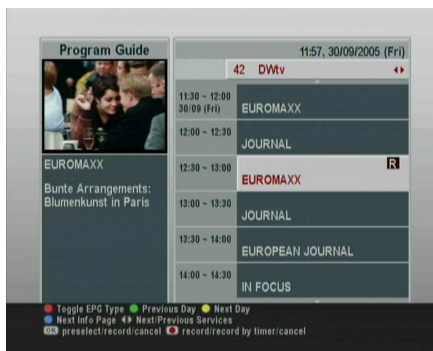 Program Guide
11:57, 30/09/2005 (Fri)
42 DWtv
11:30 ~ 12:00
30/09 (Fri)
EUROMAXX
12:00 ~ 12:30
JOURNAL
EUROMAXX
Bunte Arrangements:
Blumenkunst in Paris
12:30 ~ 13:00
R
EUROMAXX
13:00 ~ 13:30
JOURNAL
13:30 ~ 14:00
EUROPEAN JOURNAL
14:00 ~ 14:30
IN FOCUS
Toggle EPG Type Previous Day Next Day
Next Info Page Next/Previous Services
OK preselect/record/cancel record/record by timer/cancel